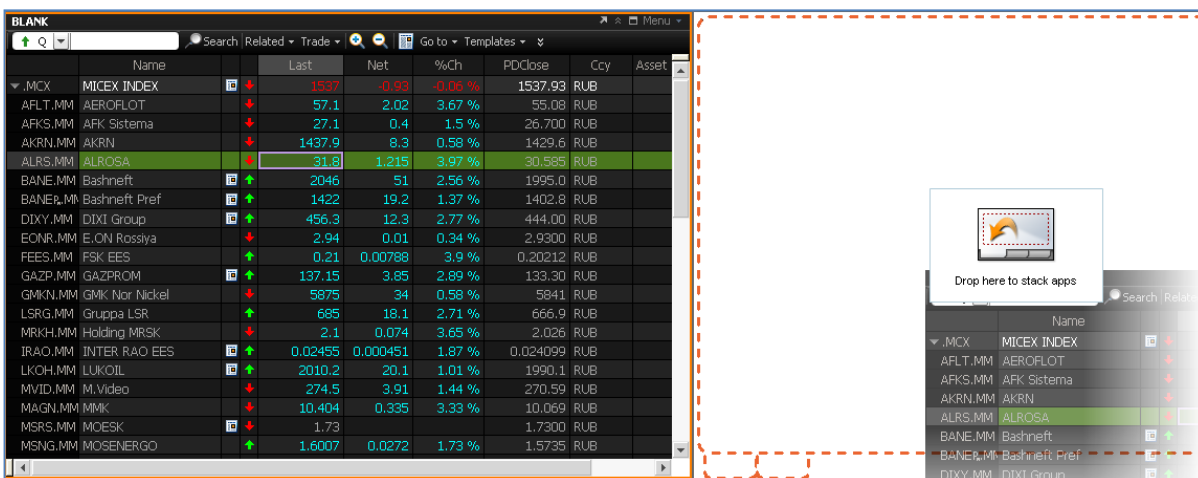 BLANK Menu
Q Search Related Trade Go to Templates
Name Last Net %Ch PDClose Ccy Asset
.MCX MICEX INDEX 1537 -0.93 -0.06 % 1537.93 RUB
AFLT.MM AEROFLOT 57.1 2.02 3.67 % 55.08 RUB
AFKS.MM AFK Sistema 27.1 0.4 1.5 % 26.700 RUB
AKRN.MM AKRN 1437.9 8.3 0.58 % 1429.6 RUB
ALRS.MM ALROSA 31.8 1.215 3.97 % 30.585 RUB
BANE.MM Bashneft 2046 51 2.56 % 1995.0 RUB
BANEp.MM Bashneft Pref 1422 19.2 1.37 % 1402.8 RUB
DIXY.MM DIXI Group 456.3 12.3 2.77 % 444.00 RUB
EONR.MM E.ON Rossiya 2.94 0.01 0.34 % 2.9300 RUB
FEES.MM FSK EES 0.21 0.00788 3.9 % 0.20212 RUB
GAZP.MM GAZPROM 137.15 3.85 2.89 % 133.30 RUB
GMKN.MM GMK Nor Nickel 5875 34 0.58 % 5841 RUB
LSRG.MM Gruppa LSR 685 18.1 2.71 % 666.9 RUB
MRKH.MM Holding MRSK 2.1 0.074 3.65 % 2.026 RUB
IRAO.MM INTER RAO EES 0.02455 0.000451 1.87 % 0.024099 RUB
LKOH.MM LUKOIL 2010.2 20.1 1.01 % 1990.1 RUB
MVID.MM M.Video 274.5 3.91 1.44 % 270.59 RUB
MAGN.MM MMK 10.404 0.335 3.33 % 10.069 RUB
MSRS.MM MOESK 1.73 1.7300 RUB
MSNG.MM MOSENERGO 1.6007 0.0272 1.73 % 1.5735 RUB
Drop here to stack apps
Search Relate
Name
.MCX MICEX INDEX
AFLT.MM AEROFLOT
AFKS.MM AFK Sistema
AKRN.MM AKRN
ALRS.MM ALROSA
BANE.MM Bashneft
BANEp.MM Bashneft Pref
DIXY.MM DIXI Group